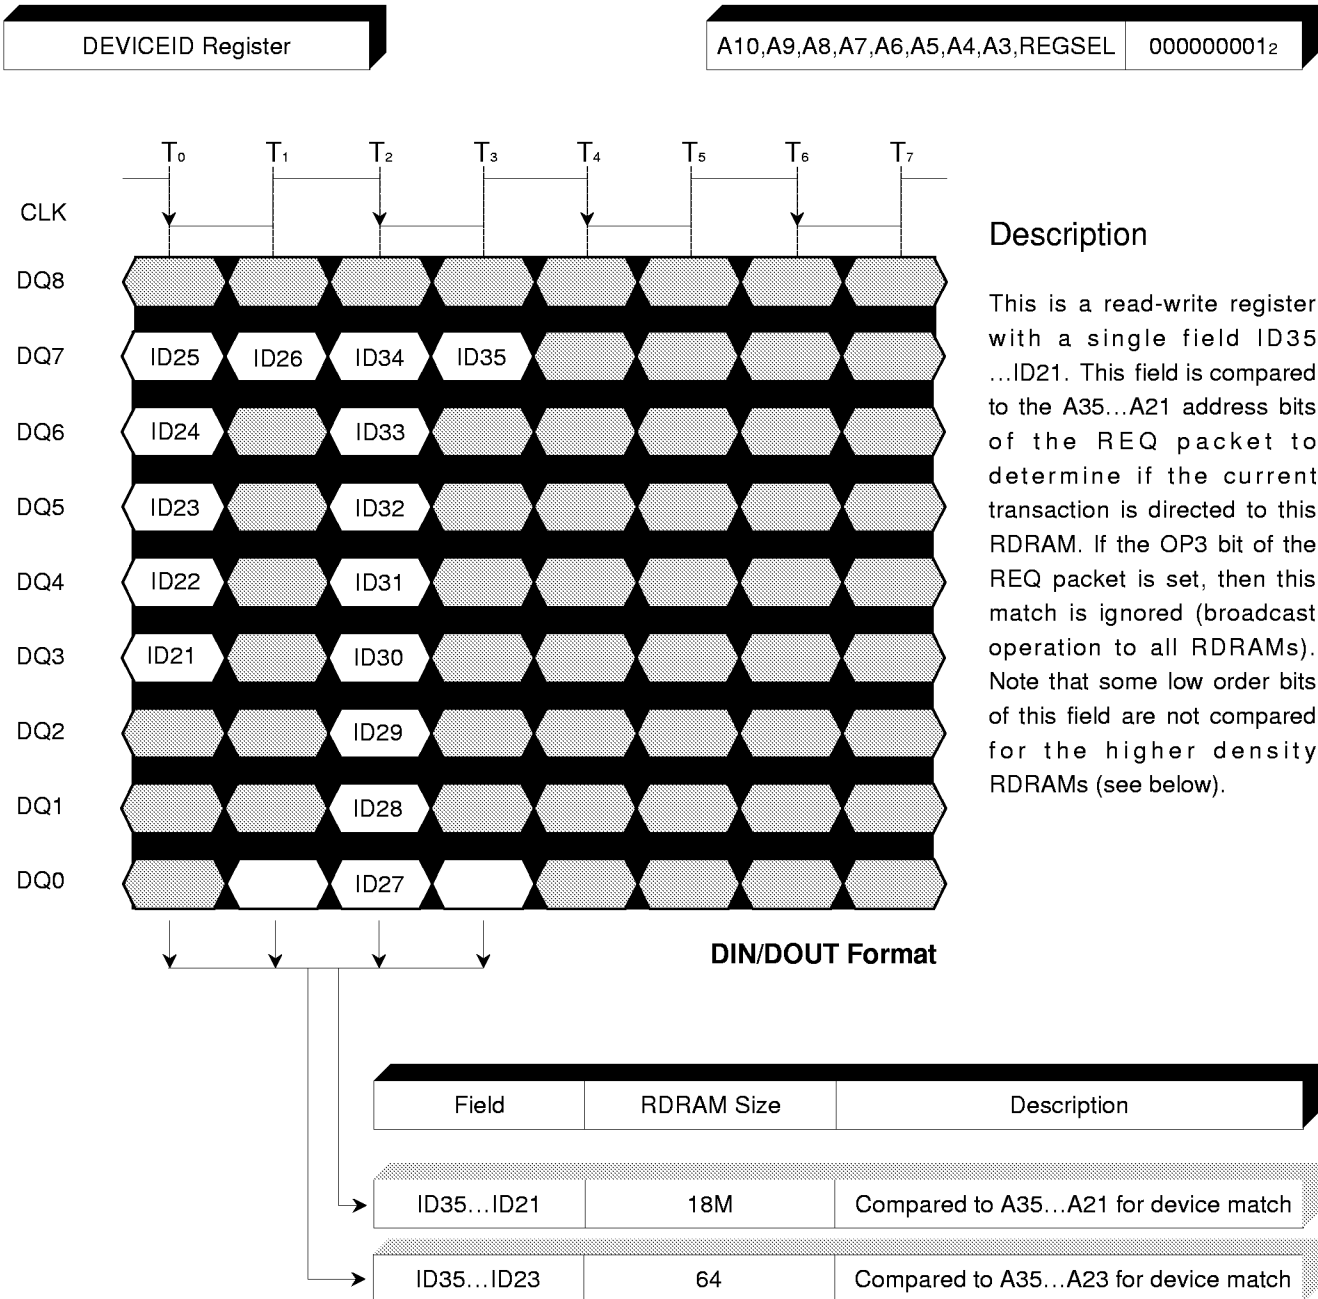 DEVICEID Register
A10,A9,A8,A7,A6,A5,A4,A3,REGSEL 000000001₂
T₀ T₁ T₂ T₃ T₄ T₅ T₆ T₇
CLK
DQ8
DQ7 ID25 ID26 ID34 ID35
DQ6 ID24 ID33
DQ5 ID23 ID32
DQ4 ID22 ID31
DQ3 ID21 ID30
DQ2 ID29
DQ1 ID28
DQ0 ID27
DIN/DOUT Format
Description
This is a read-write register
with a single field ID35
...ID21. This field is compared
to the A35...A21 address bits
of the REQ packet to
determine if the current
transaction is directed to this
RDRAM. If the OP3 bit of the
REQ packet is set, then this
match is ignored (broadcast
operation to all RDRAMs).
Note that some low order bits
of this field are not compared
for the higher density
RDRAMs (see below).
Field RDRAM Size Description
ID35...ID21 18M Compared to A35...A21 for device match
ID35...ID23 64 Compared to A35...A23 for device match